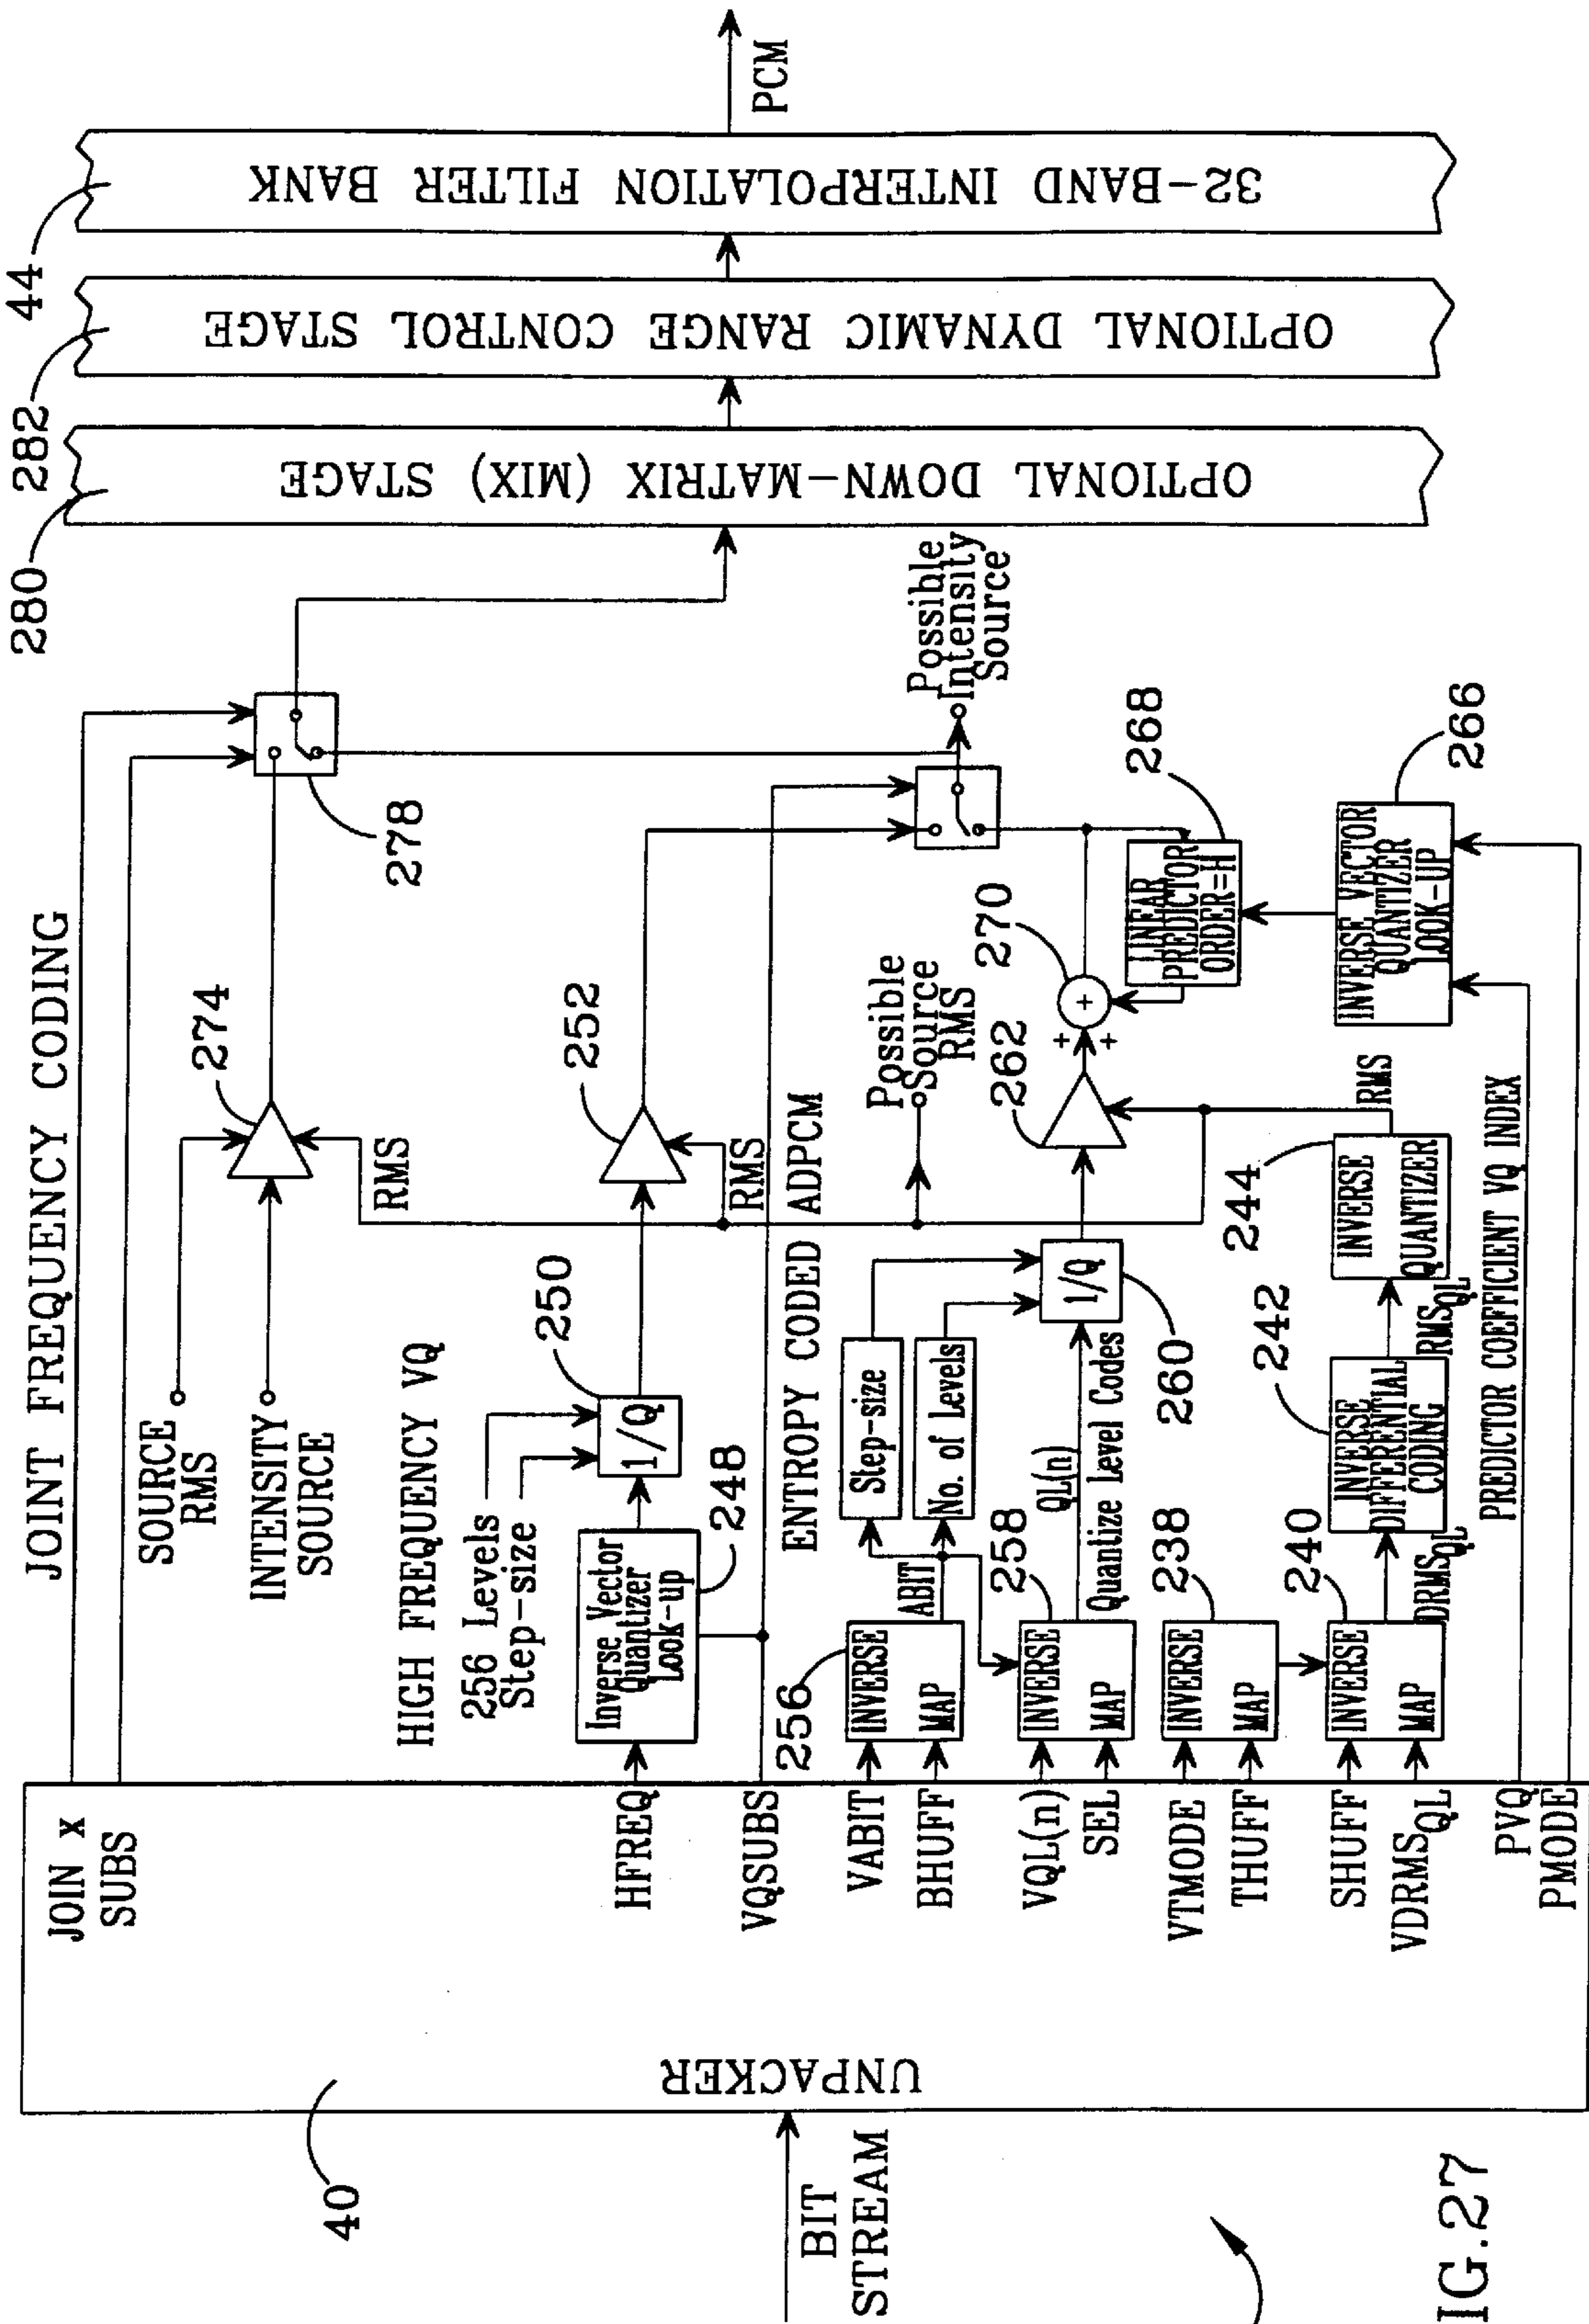 JOINT FREQUENCY CODING
JOIN X
SUBS
SOURCE
RMS
INTENSITY
SOURCE
274
RMS
278
280
282
44
OPTIONAL DOWN-MATRIX (MIX) STAGE
OPTIONAL DYNAMIC RANGE CONTROL STAGE
32-BAND INTERPOLATION FILTER BANK
PCM
HIGH FREQUENCY VQ
256 Levels
Step-size
250
1/Q
252
RMS
HFREQ
Inverse Vector
Quantizer
Look-up
248
VQSUBS
ENTROPY CODED ADPCM
Possible
Source
RMS
Possible
Intensity
Source
40
UNPACKER
BIT
STREAM
VABIT
BHUFF
256
INVERSE
MAP
ABIT
Step-size
No. of Levels
1/Q
260
262
270
+
+
+
VQL(n)
SEL
258
INVERSE
MAP
QL(n)
Quantize Level Codes
LINEAR
PREDICTOR
ORDER=H
268
VTMODE
THUFF
238
INVERSE
MAP
SHUFF
VDRMSQL
240
INVERSE
MAP
DRMSQL
242
INVERSE
DIFFERENTIAL
CODING
RMSQL
244
INVERSE
QUANTIZER
RMS
INVERSE VECTOR
QUANTIZER
LOOK-UP
266
PVQ
PMODE
PREDICTOR COEFFICIENT VQ INDEX
IG.27